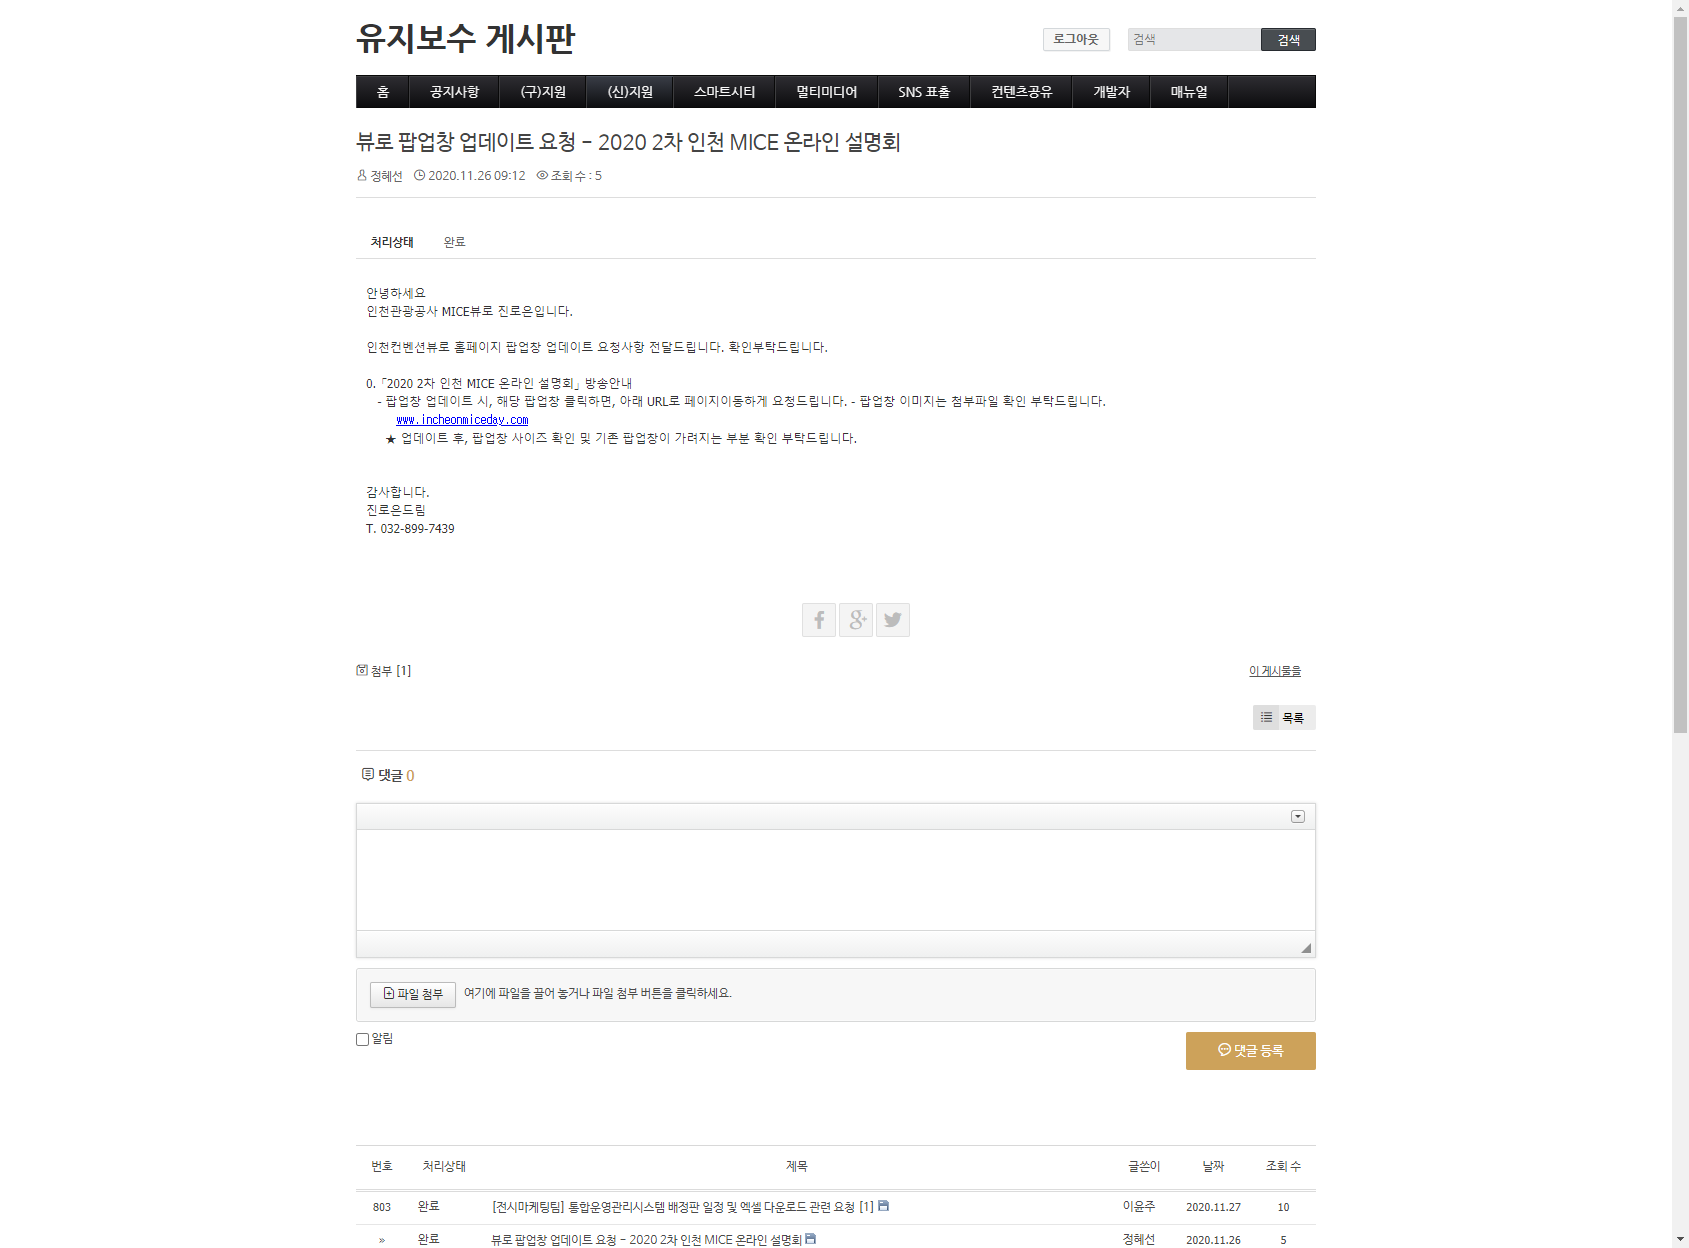 유지보수 게시판
로그아웃
검색
검색
홈 공지사항 (구)지원 (신)지원 스마트시티 멀티미디어 SNS 표출 컨텐츠공유 개발자 매뉴얼
뷰로 팝업창 업데이트 요청 - 2020 2차 인천 MICE 온라인 설명회
정혜선 2020.11.26 09:12 조회 수 : 5
처리상태 완료
안녕하세요
인천관광공사 MICE뷰로 진로은입니다.
인천컨벤션뷰로 홈페이지 팝업창 업데이트 요청사항 전달드립니다. 확인부탁드립니다.
0.「2020 2차 인천 MICE 온라인 설명회」 방송안내
- 팝업창 업데이트 시, 해당 팝업창 클릭하면, 아래 URL로 페이지이동하게 요청드립니다. - 팝업창 이미지는 첨부파일 확인 부탁드립니다.
www.incheonmiceday.com
★ 업데이트 후, 팝업창 사이즈 확인 및 기존 팝업창이 가려지는 부분 확인 부탁드립니다.
감사합니다.
진로은드림
T. 032-899-7439
첨부 [1]
이 게시물을
목록
댓글 0
파일 첨부 여기에 파일을 끌어 놓거나 파일 첨부 버튼을 클릭하세요.
알림
댓글 등록
번호 처리상태 제목 글쓴이 날짜 조회 수
803 완료 [전시마케팅팀] 통합운영관리시스템 배정판 일정 및 엑셀 다운로드 관련 요청 [1] 이윤주 2020.11.27 10
» 완료 뷰로 팝업창 업데이트 요청 - 2020 2차 인천 MICE 온라인 설명회 정혜선 2020.11.26 5